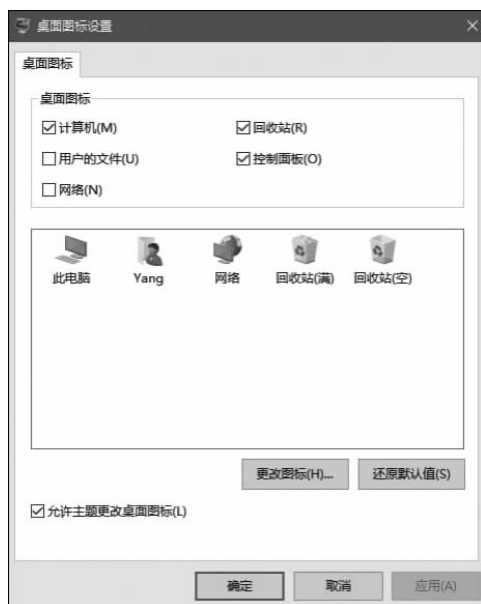 桌面图标设置
桌面图标
桌面图标
计算机(M) 回收站(R)
用户的文件(U) 控制面板(O)
网络(N)
此电脑 Yang 网络 回收站(满) 回收站(空)
更改图标(H)... 还原默认值(S)
允许主题更改桌面图标(L)
确定 取消 应用(A)